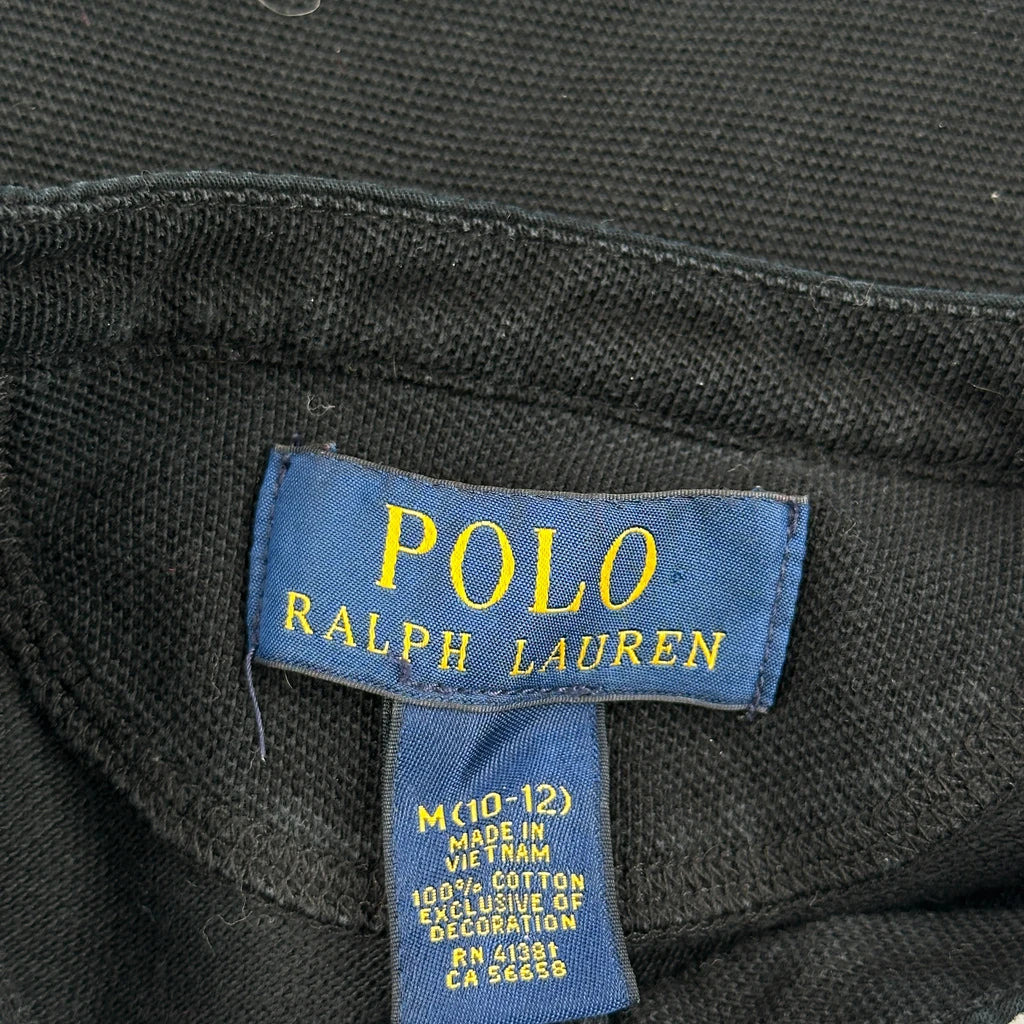 POLO
RALPH LAUREN
M(10-12)
MADE IN
VIETNAM
100% COTTON
EXCLUSIVE OF
DECORATION
RN 41381
CA 56658